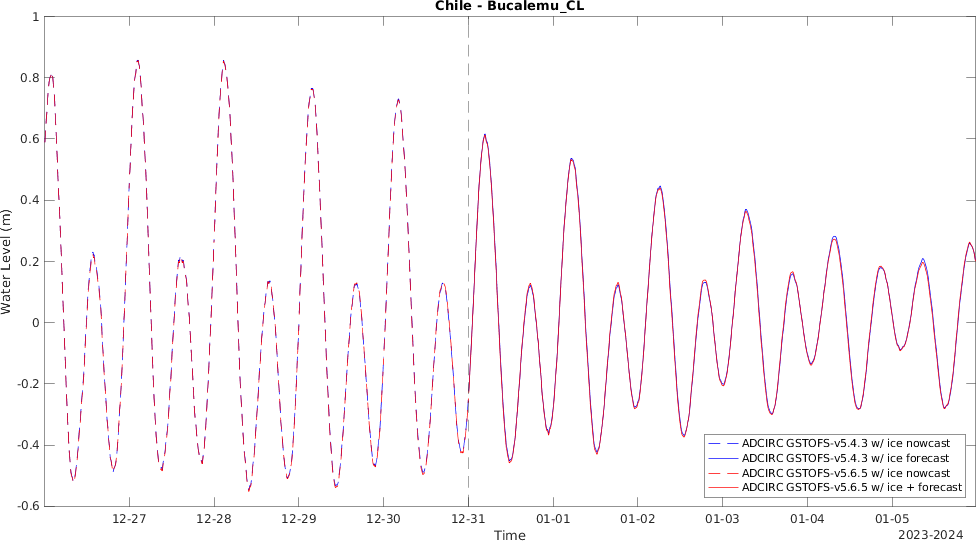 Chile - Bucalemu_CL
1
0.8
0.6
0.4
0.2
0
-0.2
-0.4
-0.6
Water Level (m)
ADCIRC GSTOFS-v5.4.3 w/ ice nowcast
ADCIRC GSTOFS-v5.4.3 w/ ice forecast
ADCIRC GSTOFS-v5.6.5 w/ ice nowcast
ADCIRC GSTOFS-v5.6.5 w/ ice + forecast
12-27 12-28 12-29 12-30 12-31 01-01 01-02 01-03 01-04 01-05
Time
2023-2024